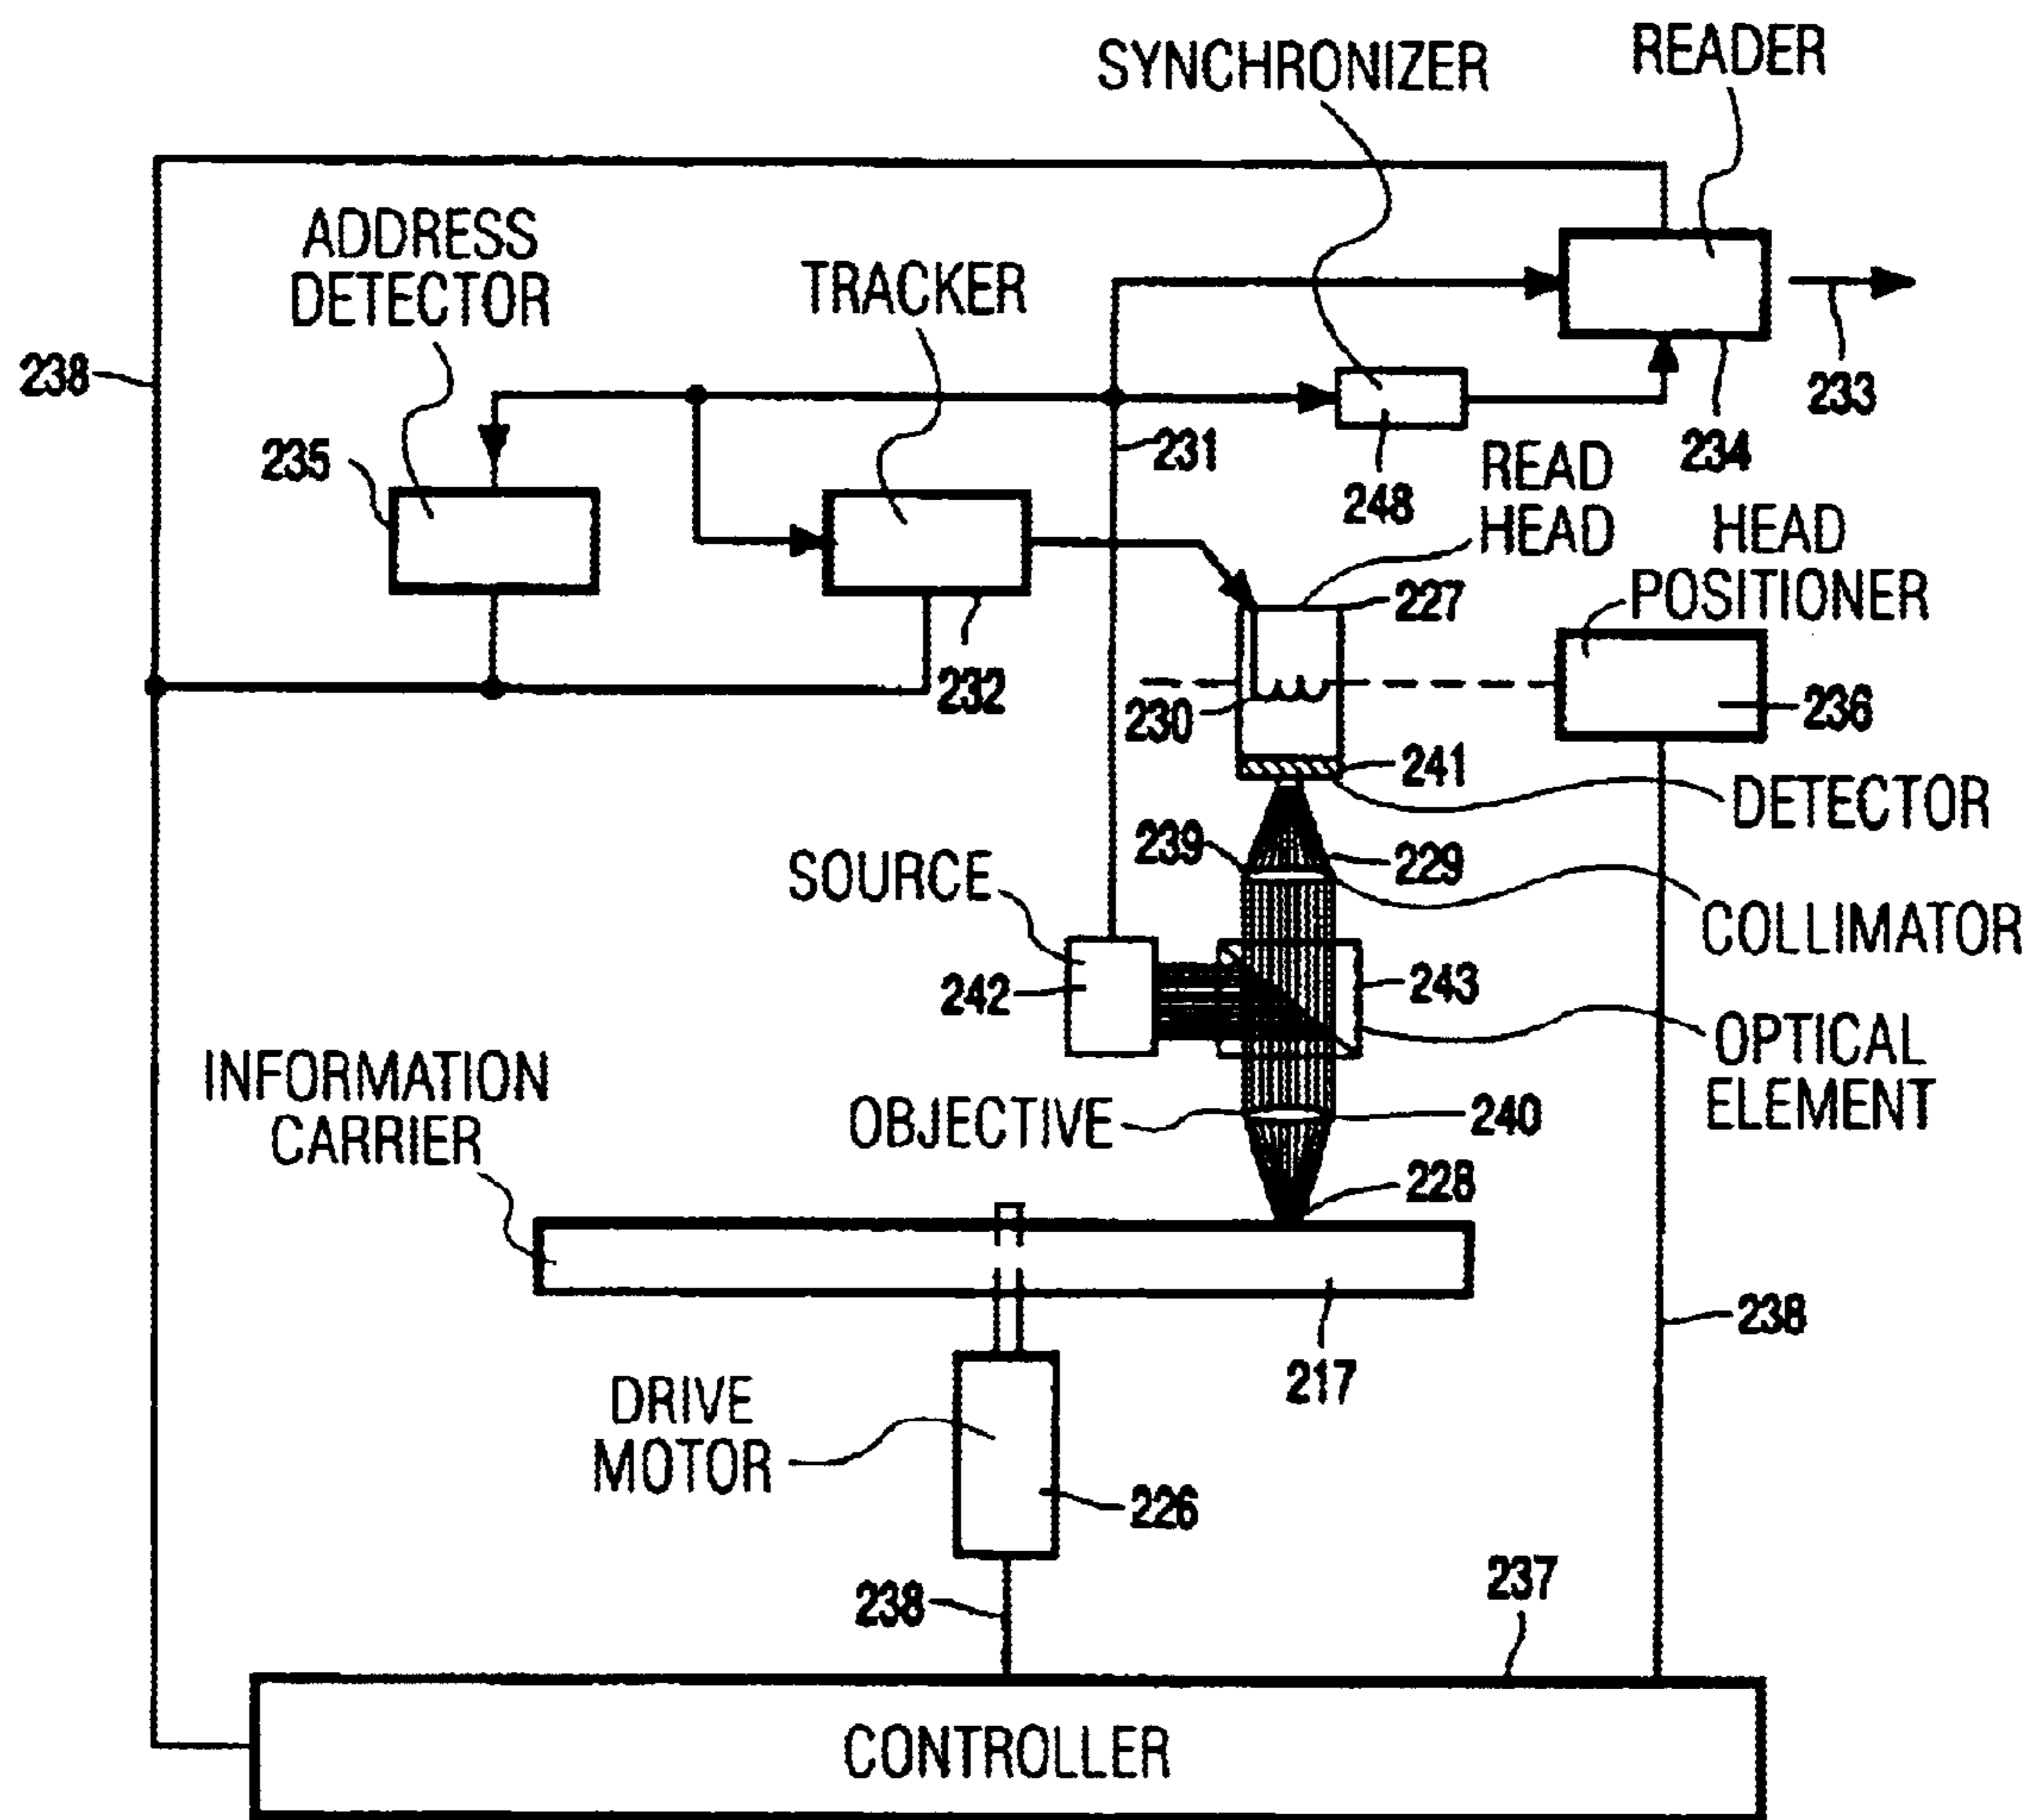 SYNCHRONIZER
READER
ADDRESS
DETECTOR
TRACKER
238
235
231
248
234
233
READ
HEAD
HEAD
POSITIONER
227
232
230
236
241
DETECTOR
239
229
SOURCE
COLLIMATOR
242
243
OPTICAL
ELEMENT
INFORMATION
CARRIER
OBJECTIVE
240
228
238
217
DRIVE
MOTOR
226
238
237
CONTROLLER